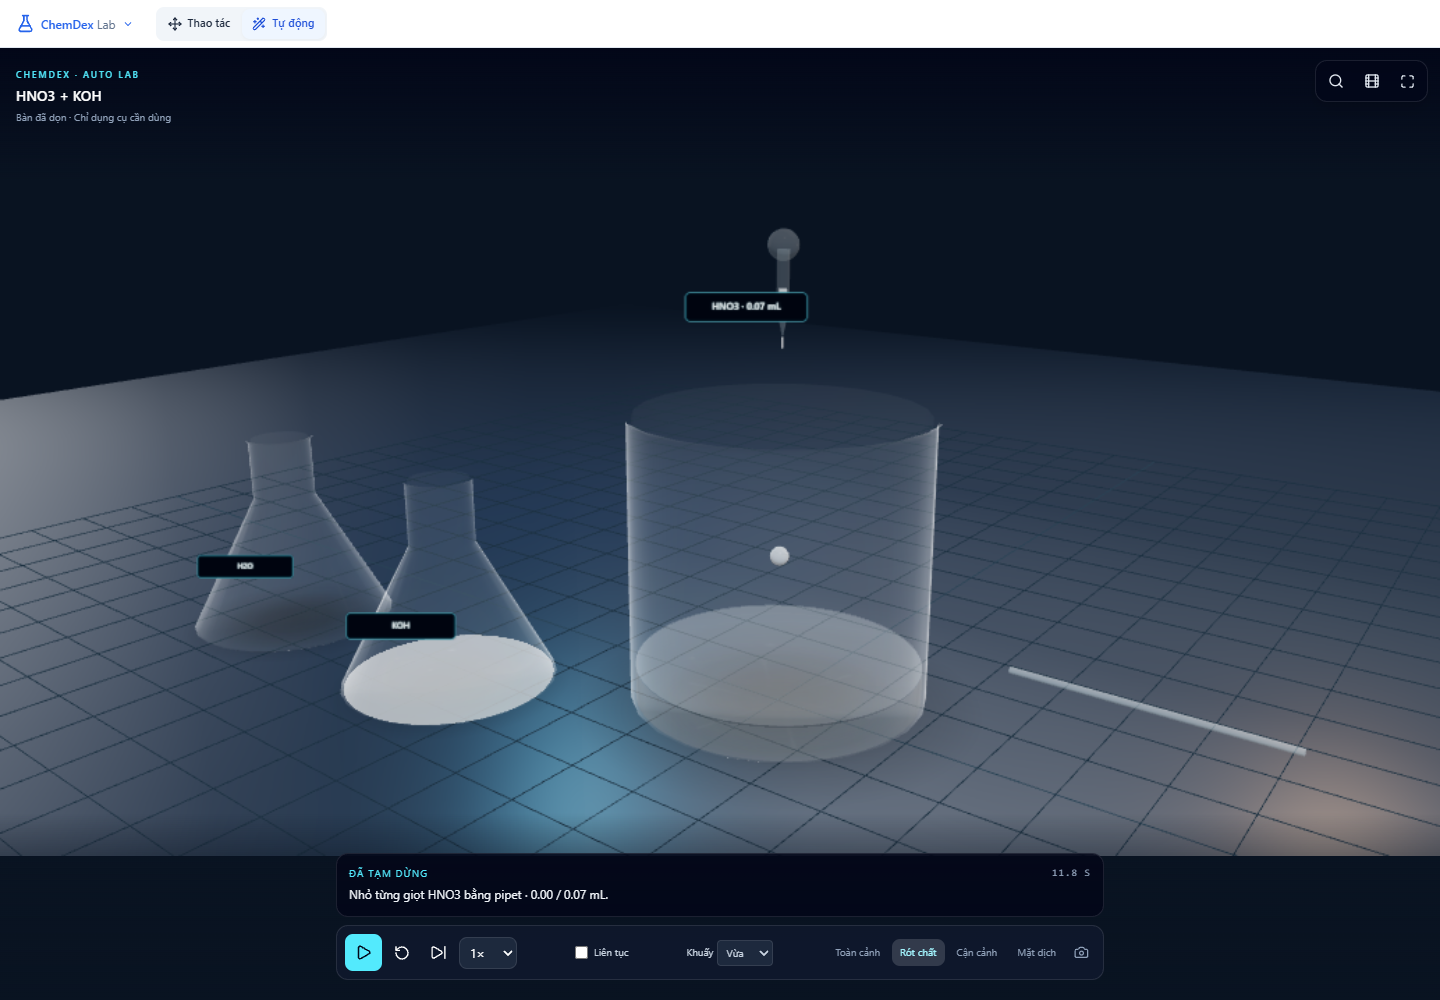 ChemDex Lab
Thao tác
Tự động
CHEMDEX · AUTO LAB
HNO3 + KOH
Bàn đã dọn · Chỉ dụng cụ cần dùng
HNO3 · 0.07 mL
H2O
KOH
ĐÃ TẠM DỪNG
11.8 S
Nhỏ từng giọt HNO3 bằng pipet · 0.00 / 0.07 mL.
1×
Liên tục
Khuấy
Vừa
Toàn cảnh
Rót chất
Cận cảnh
Mặt dịch